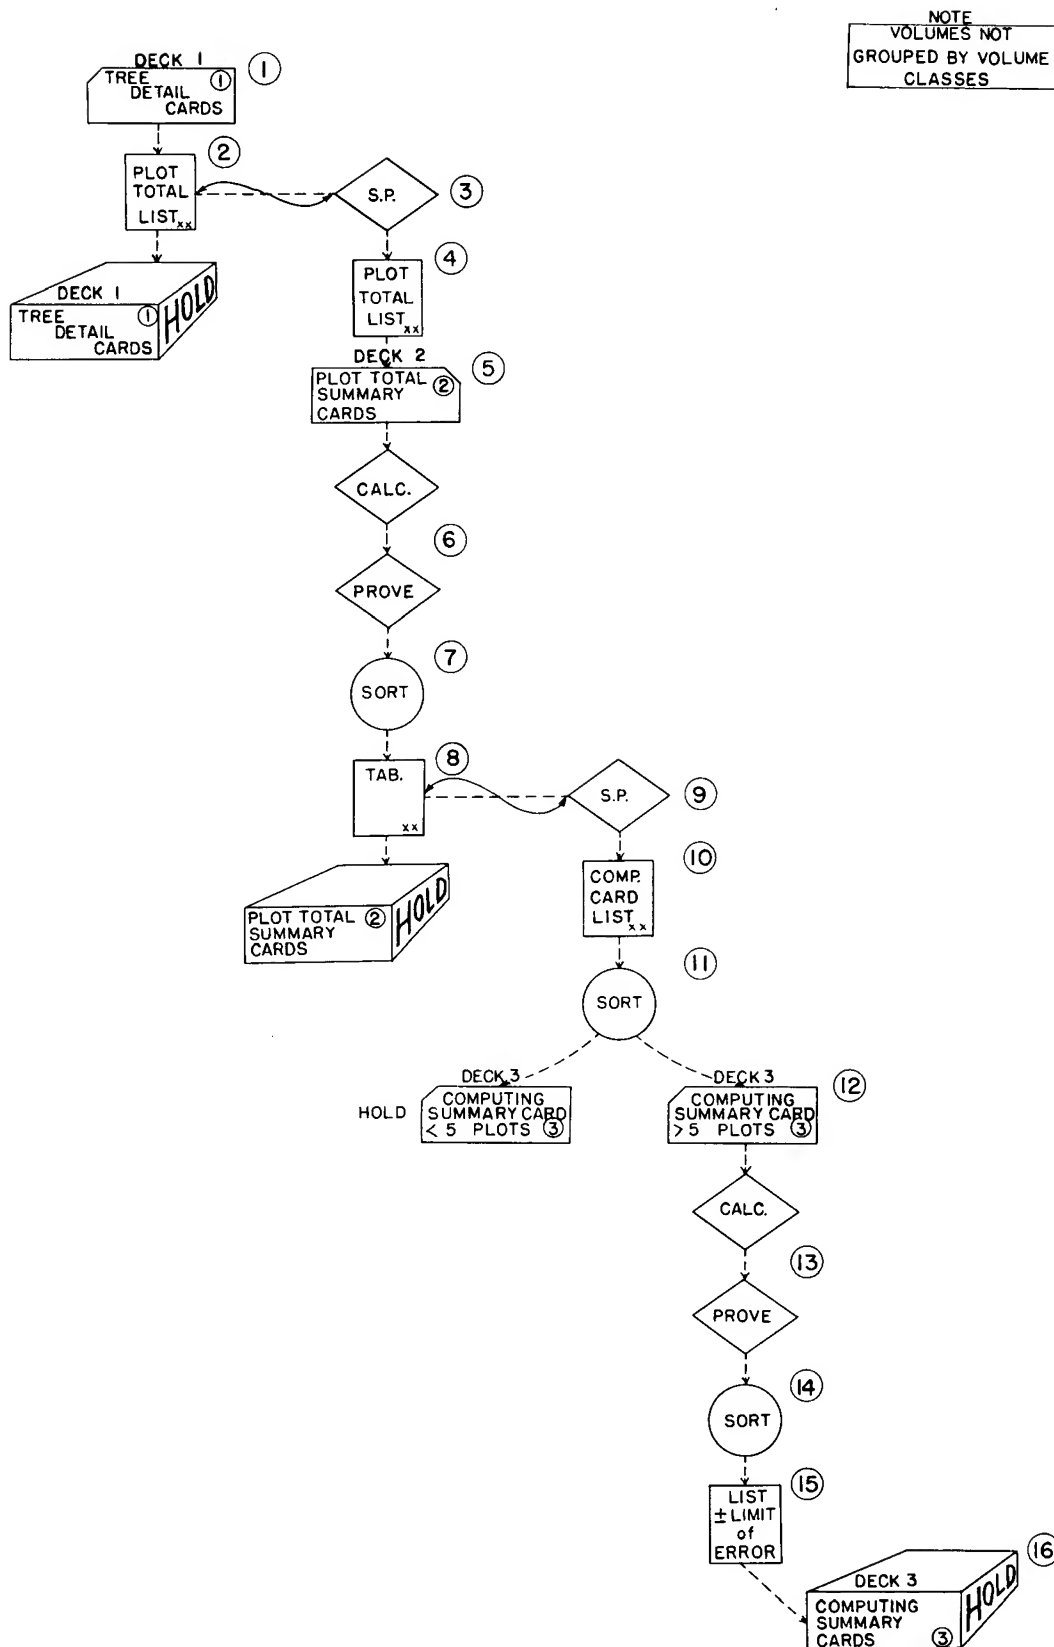 NOTE
VOLUMES NOT
GROUPED BY VOLUME
CLASSES
DECK 1
1
TREE 1
DETAIL
CARDS
2
PLOT
TOTAL
LIST xx
S.P.
3
DECK 1
TREE 1
DETAIL
CARDS
HOLD
4
PLOT
TOTAL
LIST xx
DECK 2
5
PLOT TOTAL 2
SUMMARY
CARDS
CALC.
6
PROVE
7
SORT
8
TAB.
xx
S.P.
9
PLOT TOTAL 2
SUMMARY
CARDS
HOLD
10
COMP.
CARD
LIST xx
11
SORT
DECK 3
HOLD
COMPUTING
SUMMARY CARD
< 5 PLOTS 3
DECK 3
12
COMPUTING
SUMMARY CARD
> 5 PLOTS 3
CALC.
13
PROVE
14
SORT
15
LIST
± LIMIT
of
ERROR
16
DECK 3
COMPUTING
SUMMARY
CARDS 3
HOLD